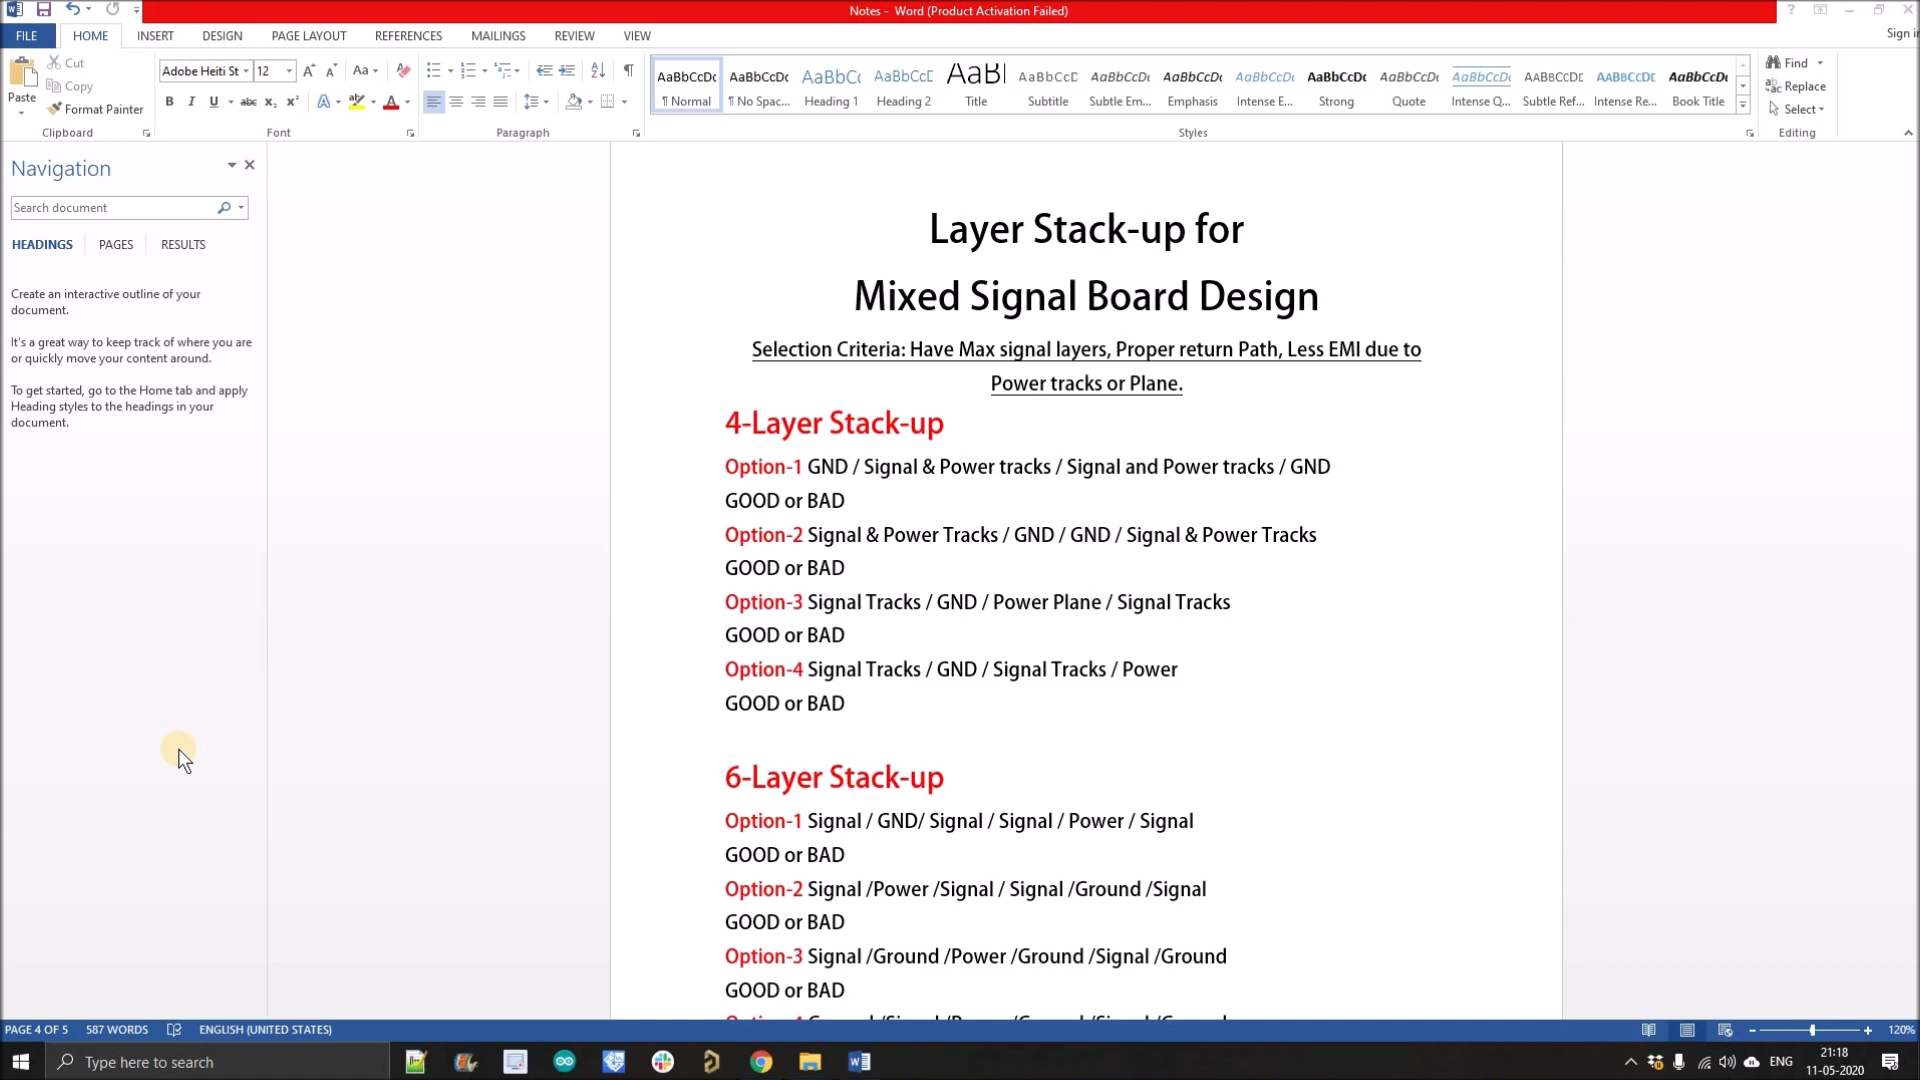 Notes - Word (Product Activation Failed)
FILE HOME INSERT DESIGN PAGE LAYOUT REFERENCES MAILINGS REVIEW VIEW
Sign in
Paste
Cut
Copy
Format Painter
Clipboard
Adobe Heiti St 12
Font
Paragraph
AaBbCcDc AaBbCcDc AaBbCc AaBbCcD AaBl AaBbCcD AaBbCcDc AaBbCcDc AaBbCcDc AaBbCcDc AaBbCcDc AaBbCcDc AABBCCDD AABBCCDD AaBbCcDc
¶ Normal ¶ No Spac... Heading 1 Heading 2 Title Subtitle Subtle Em... Emphasis Intense E... Strong Quote Intense Q... Subtle Ref... Intense Re... Book Title
Styles
Find
Replace
Select
Editing
Navigation
Search document
HEADINGS PAGES RESULTS
Create an interactive outline of your
document.
It's a great way to keep track of where you are
or quickly move your content around.
To get started, go to the Home tab and apply
Heading styles to the headings in your
document.
Layer Stack-up for
Mixed Signal Board Design
Selection Criteria: Have Max signal layers, Proper return Path, Less EMI due to
Power tracks or Plane.
4-Layer Stack-up
Option-1 GND / Signal & Power tracks / Signal and Power tracks / GND
GOOD or BAD
Option-2 Signal & Power Tracks / GND / GND / Signal & Power Tracks
GOOD or BAD
Option-3 Signal Tracks / GND / Power Plane / Signal Tracks
GOOD or BAD
Option-4 Signal Tracks / GND / Signal Tracks / Power
GOOD or BAD
6-Layer Stack-up
Option-1 Signal / GND/ Signal / Signal / Power / Signal
GOOD or BAD
Option-2 Signal /Power /Signal / Signal /Ground /Signal
GOOD or BAD
Option-3 Signal /Ground /Power /Ground /Signal /Ground
GOOD or BAD
PAGE 4 OF 5 587 WORDS ENGLISH (UNITED STATES)
120%
Type here to search
ENG
21:18
11-05-2020